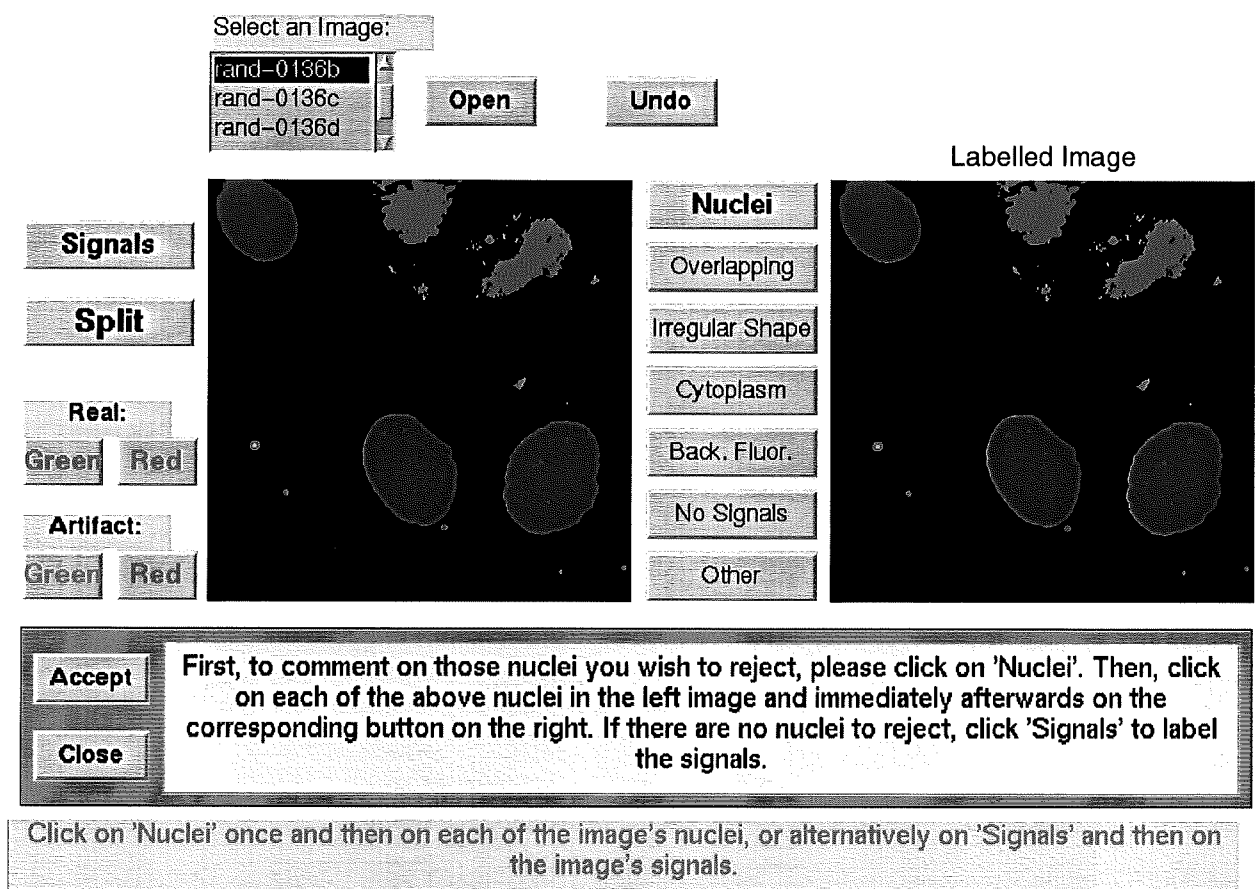 Select an Image:
rand-0136b
rand-0136c
rand-0136d
Open
Undo
Labelled Image
Signals
Split
Real:
Green Red
Artifact:
Green Red
Nuclei
Overlapping
Irregular Shape
Cytoplasm
Back. Fluor.
No Signals
Other
Accept
Close
First, to comment on those nuclei you wish to reject, please click on 'Nuclei'. Then, click
on each of the above nuclei in the left image and immediately afterwards on the
corresponding button on the right. If there are no nuclei to reject, click 'Signals' to label
the signals.
Click on 'Nuclei' once and then on each of the image's nuclei, or alternatively on 'Signals' and then on
the image's signals.